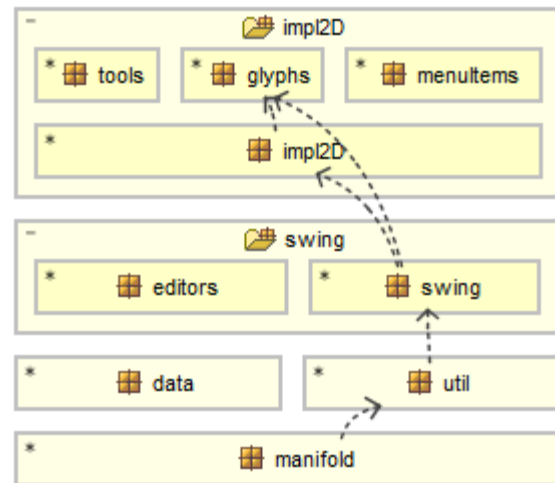 impl2D
* tools * glyphs * menuItems
* impl2D
swing
* editors * swing
* data * util
* manifold